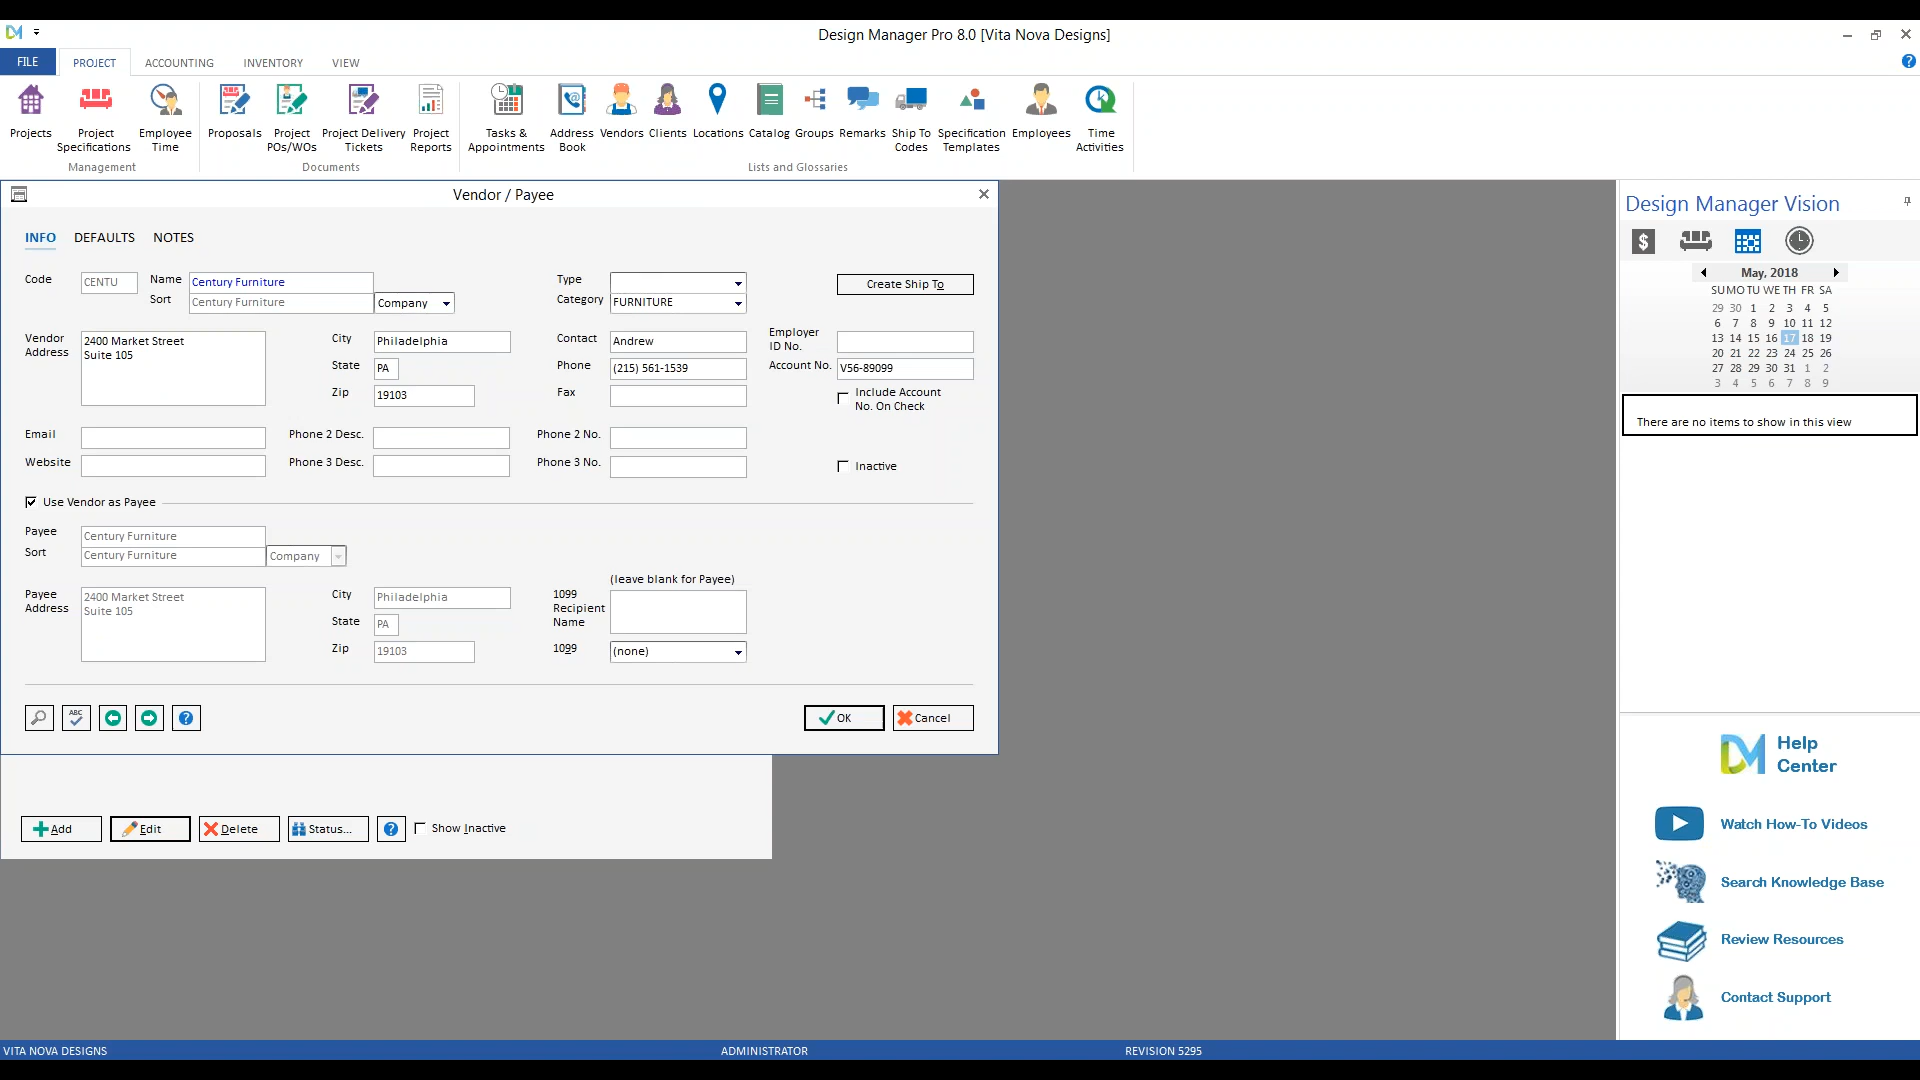 Design Manager Pro 8.0 [Vita Nova Designs]
FILE PROJECT ACCOUNTING INVENTORY VIEW
Projects
Project Specifications
Employee Time
Management
Proposals
Project POs/WOs
Project Delivery Tickets
Project Reports
Documents
Tasks & Appointments
Address Book
Vendors
Clients
Locations
Catalog
Groups
Remarks
Ship To Codes
Specification Templates
Employees
Time Activities
Lists and Glossaries
Vendor / Payee
INFO DEFAULTS NOTES
Code CENTU Name Century Furniture
Sort Century Furniture Company
Type
Category FURNITURE
Create Ship To
Vendor Address
2400 Market Street
Suite 105
City Philadelphia
State PA
Zip 19103
Contact Andrew
Phone (215) 561-1539
Fax
Employer ID No.
Account No. V56-89099
Include Account No. On Check
Email
Phone 2 Desc.
Phone 2 No.
Website
Phone 3 Desc.
Phone 3 No.
Inactive
Use Vendor as Payee
Payee Century Furniture
Sort Century Furniture Company
Payee Address
2400 Market Street
Suite 105
City Philadelphia
State PA
Zip 19103
(leave blank for Payee)
1099 Recipient Name
1099 (none)
ABC
OK Cancel
Add Edit Delete Status... Show Inactive
Design Manager Vision
$
May, 2018
SU MO TU WE TH FR SA
29 30 1 2 3 4 5
6 7 8 9 10 11 12
13 14 15 16 17 18 19
20 21 22 23 24 25 26
27 28 29 30 31 1 2
3 4 5 6 7 8 9
There are no items to show in this view
DM Help Center
Watch How-To Videos
Search Knowledge Base
Review Resources
Contact Support
VITA NOVA DESIGNS ADMINISTRATOR REVISION 5295